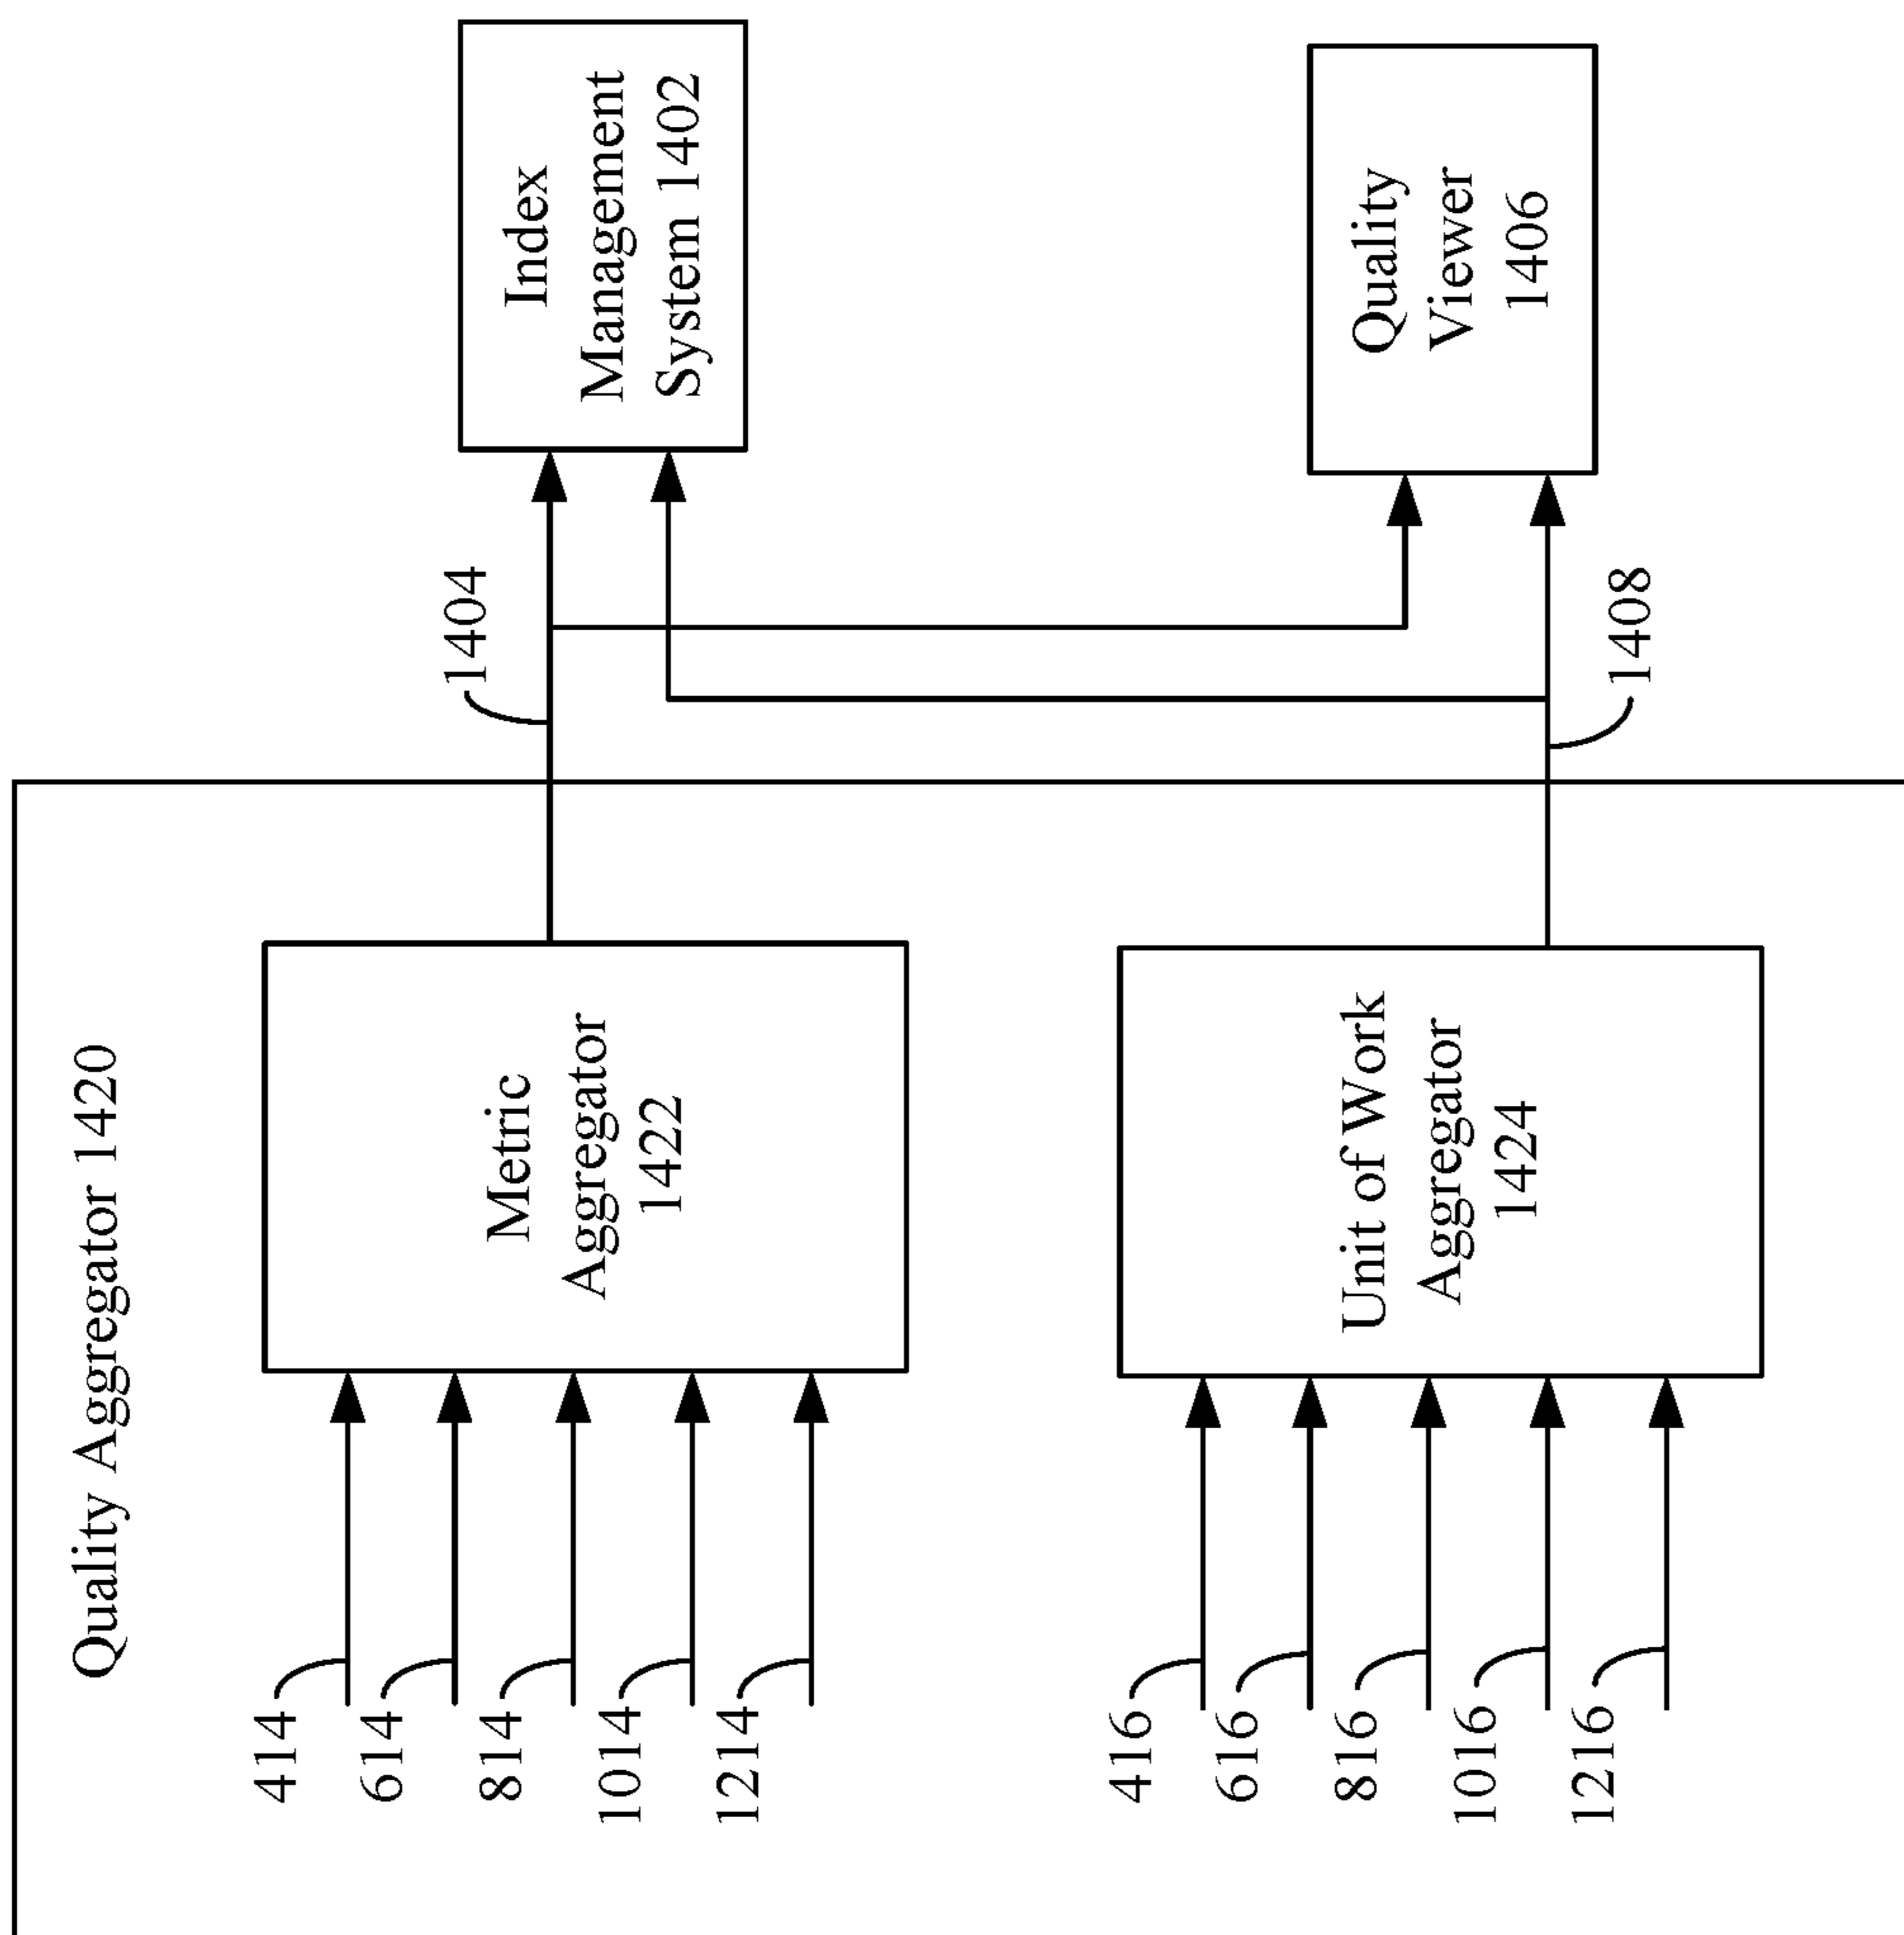 Quality Aggregator 1420
414
614
814
1014
1214
Metric
Aggregator
1422
1404
Index
Management
System 1402
416
616
816
1016
1216
Unit of Work
Aggregator
1424
1408
Quality
Viewer
1406